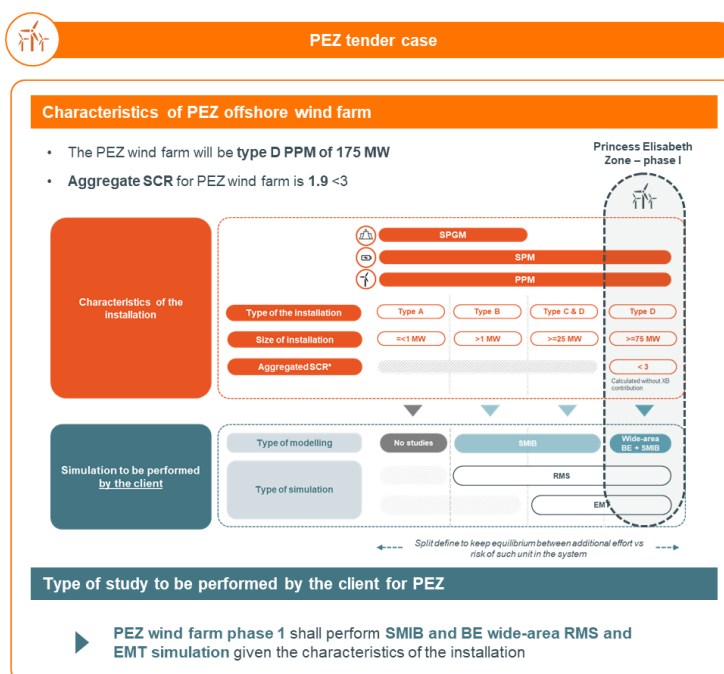 PEZ tender case
Characteristics of PEZ offshore wind farm
• The PEZ wind farm will be type D PPM of 175 MW
• Aggregate SCR for PEZ wind farm is 1.9 <3
Princess Elisabeth
Zone – phase I
Characteristics of the
installation
SPGM
SPM
PPM
Type of the installation
Type A
Type B
Type C & D
Type D
Size of installation
=<1 MW
>1 MW
>=25 MW
>=75 MW
Aggregated SCR*
< 3
Calculated without XB
contribution
Simulation to be performed
by the client
Type of modelling
No studies
SMIB
Wide-area
BE + SMIB
Type of simulation
RMS
EMT
Split define to keep equilibrium between additional effort vs
risk of such unit in the system
Type of study to be performed by the client for PEZ
PEZ wind farm phase 1 shall perform SMIB and BE wide-area RMS and
EMT simulation given the characteristics of the installation